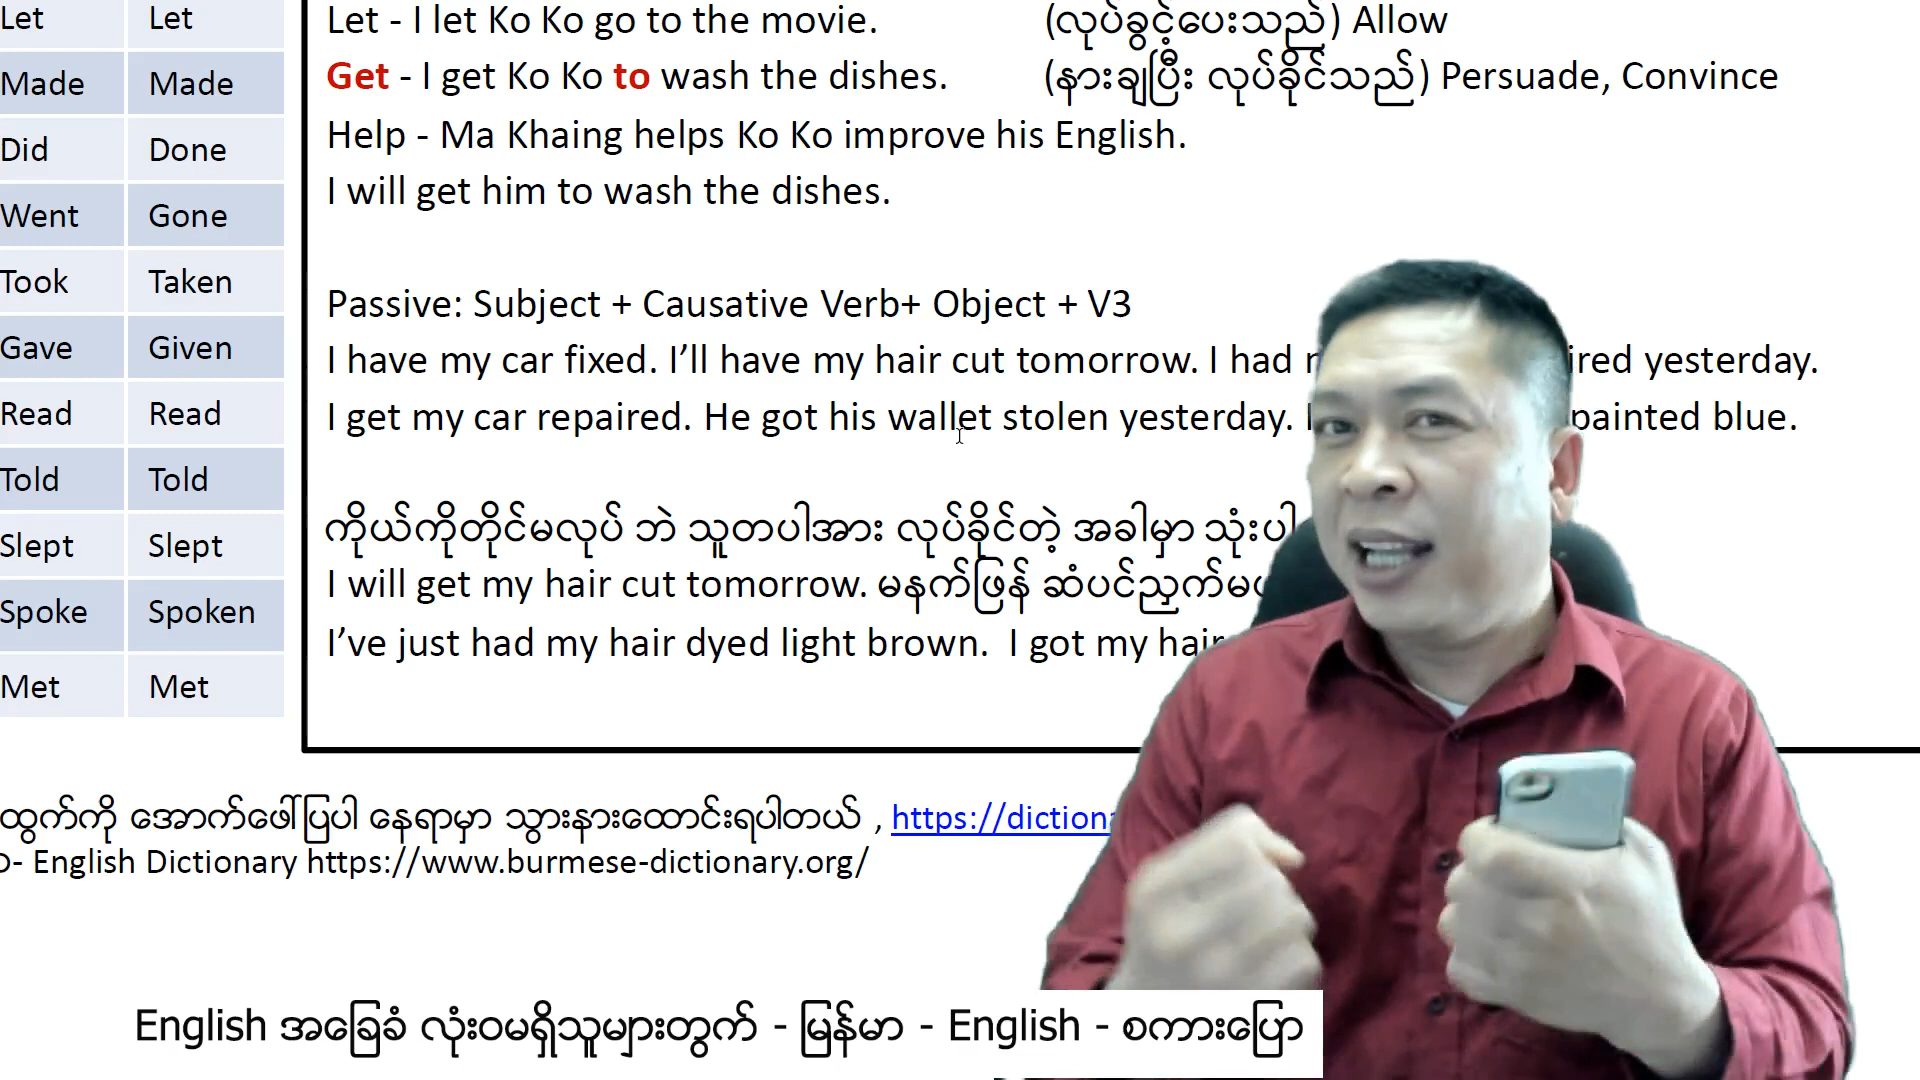 Let Let
Made Made
Did Done
Went Gone
Took Taken
Gave Given
Read Read
Told Told
Slept Slept
Spoke Spoken
Met Met
Let - I let Ko Ko go to the movie. (လုပ်ခွင့်ပေးသည်) Allow
Get - I get Ko Ko to wash the dishes. (နားချပြီး လုပ်ခိုင်သည်) Persuade, Convince
Help - Ma Khaing helps Ko Ko improve his English.
I will get him to wash the dishes.
Passive: Subject + Causative Verb+ Object + V3
I have my car fixed. I’ll have my hair cut tomorrow. I had yesterday.
I get my car repaired. He got his wallet stolen yesterday. painted blue.
ကိုယ်ကိုတိုင်မလုပ် ဘဲ သူတပါအား လုပ်ခိုင်တဲ့ အခါမှာ သုံးပါ
I will get my hair cut tomorrow. မနက်ဖြန် ဆံပင်ညှက်မ
I’ve just had my hair dyed light brown. I got my hair
ထွက်ကို အောက်ဖေါ်ပြပါ နေရာမှာ သွားနားထောင်းရပါတယ် , https://diction
- English Dictionary https://www.burmese-dictionary.org/
English အခြေခံ လုံးဝမရှိသူများတွက် - မြန်မာ - English - စကားပြော